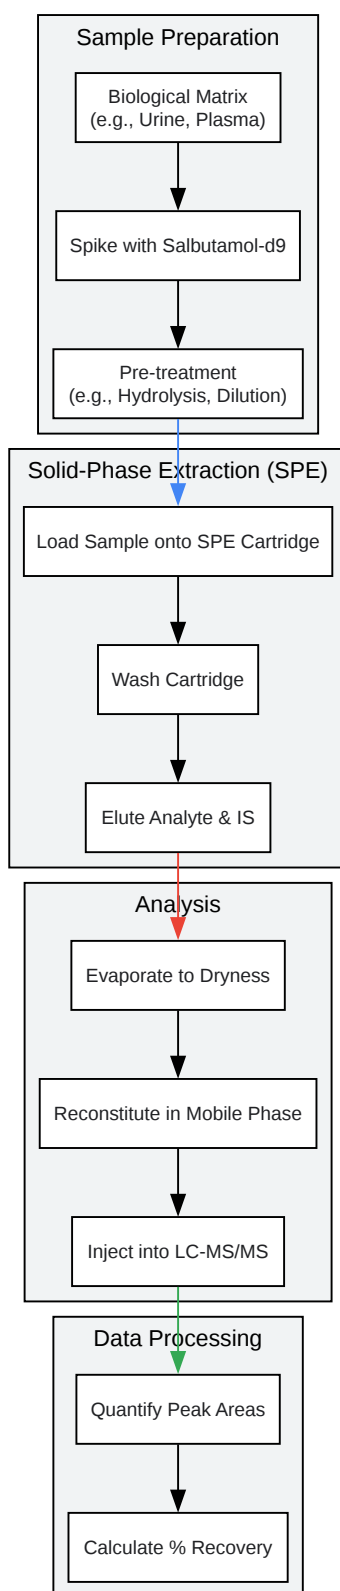 Sample Preparation
Biological Matrix
(e.g., Urine, Plasma)
Spike with Salbutamol-d9
Pre-treatment
(e.g., Hydrolysis, Dilution)
Solid-Phase Extraction (SPE)
Load Sample onto SPE Cartridge
Wash Cartridge
Elute Analyte & IS
Analysis
Evaporate to Dryness
Reconstitute in Mobile Phase
Inject into LC-MS/MS
Data Processing
Quantify Peak Areas
Calculate % Recovery